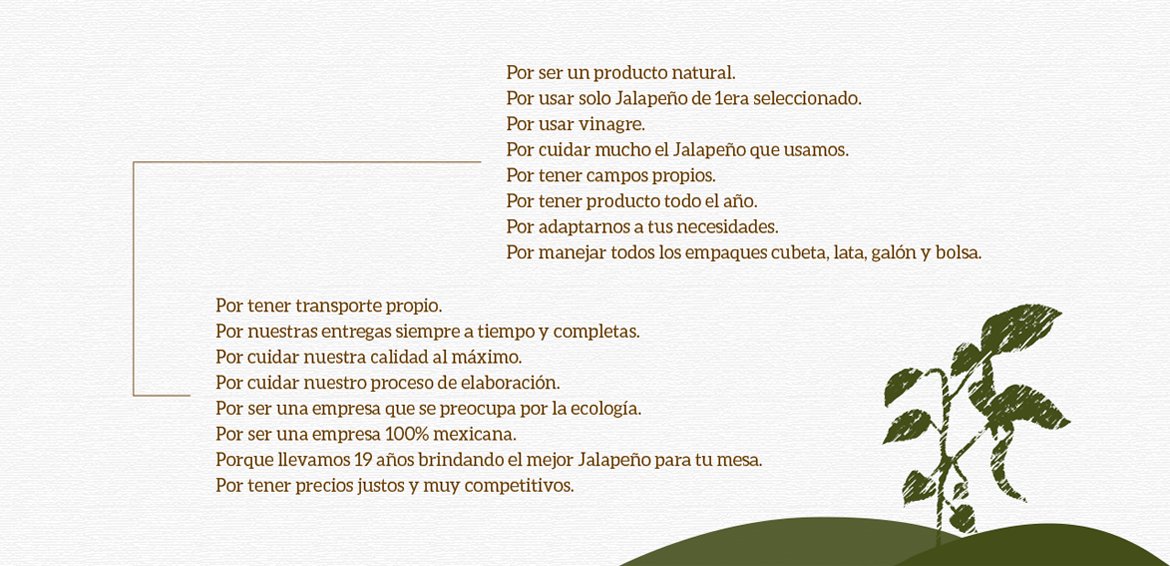 Por ser un producto natural.
Por usar solo Jalapeño de 1era seleccionado.
Por usar vinagre.
Por cuidar mucho el Jalapeño que usamos.
Por tener campos propios.
Por tener producto todo el año.
Por adaptarnos a tus necesidades.
Por manejar todos los empaques cubeta, lata, galón y bolsa.
Por tener transporte propio.
Por nuestras entregas siempre a tiempo y completas.
Por cuidar nuestra calidad al máximo.
Por cuidar nuestro proceso de elaboración.
Por ser una empresa que se preocupa por la ecología.
Por ser una empresa 100% mexicana.
Porque llevamos 19 años brindando el mejor Jalapeño para tu mesa.
Por tener precios justos y muy competitivos.